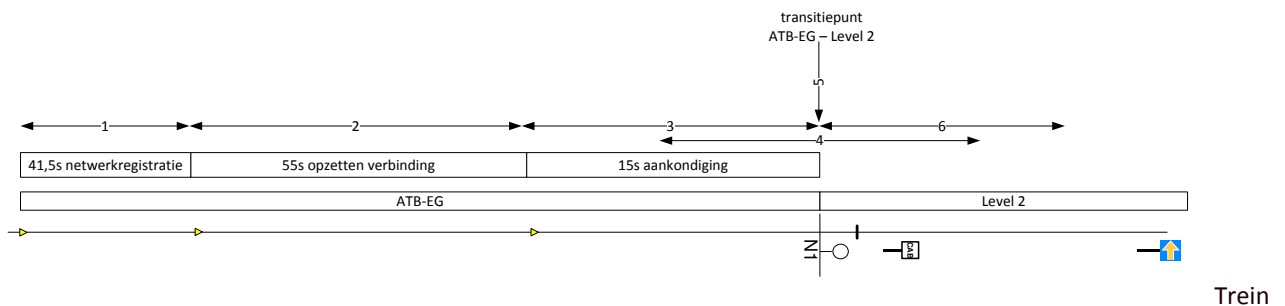 transitiepunt
ATB-EG – Level 2
5
1
2
3
6
4
41,5s netwerkregistratie
55s opzetten verbinding
15s aankondiging
ATB-EG
Level 2
N1
CAB
Trein